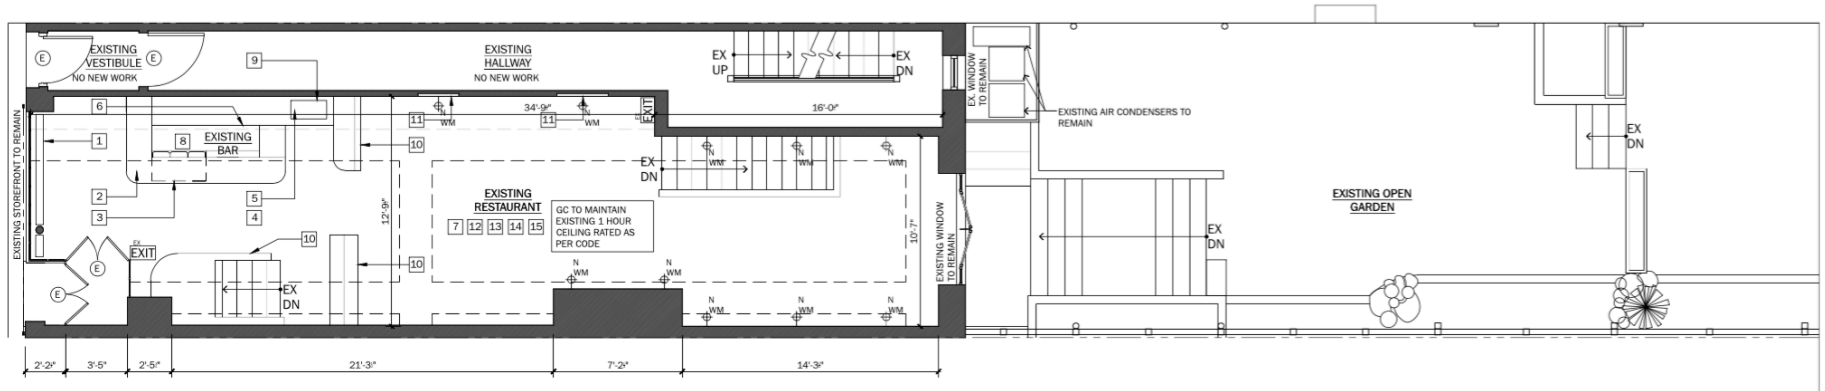 EXISTING
VESTIBULE
NO NEW WORK
E
E
9
EXISTING
HALLWAY
NO NEW WORK
EX
UP
EX
DN
EX. WINDOW
TO REMAIN
EXISTING AIR CONDENSERS TO
REMAIN
EXISTING STOREFRONT TO REMAIN
6
1
8
EXISTING
BAR
2
3
5
4
34'-9"
16'-0"
11
N
WM
11
N
WM
EXIT
EX
10
12'-9"
EX
DN
N
WM
N
WM
N
WM
EXISTING
RESTAURANT
7 12 13 14 15
GC TO MAINTAIN
EXISTING 1 HOUR
CEILING RATED AS
PER CODE
10'-7"
EXISTING WINDOW
TO REMAIN
EX
EXIT
10
10
E
E
EX
DN
N
WM
N
WM
N
WM
N
WM
N
WM
EX
DN
EX
DN
EXISTING OPEN
GARDEN
2'-2"
3'-5"
2'-5"
21'-3"
7'-2"
14'-3"